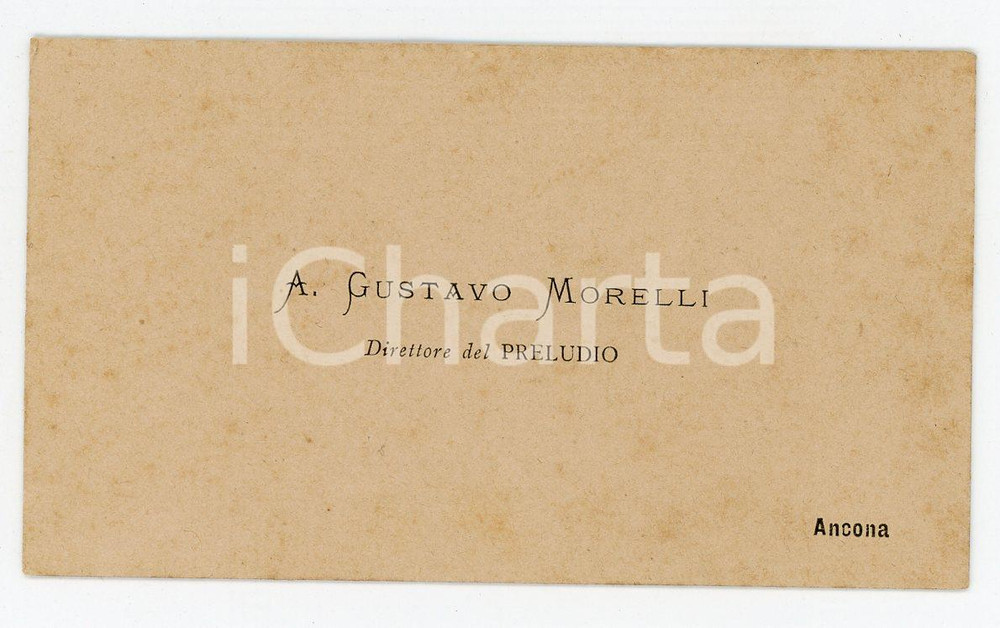 A. GUSTAVO MORELLI
Direttore del PRELUDIO
iCharta
Ancona